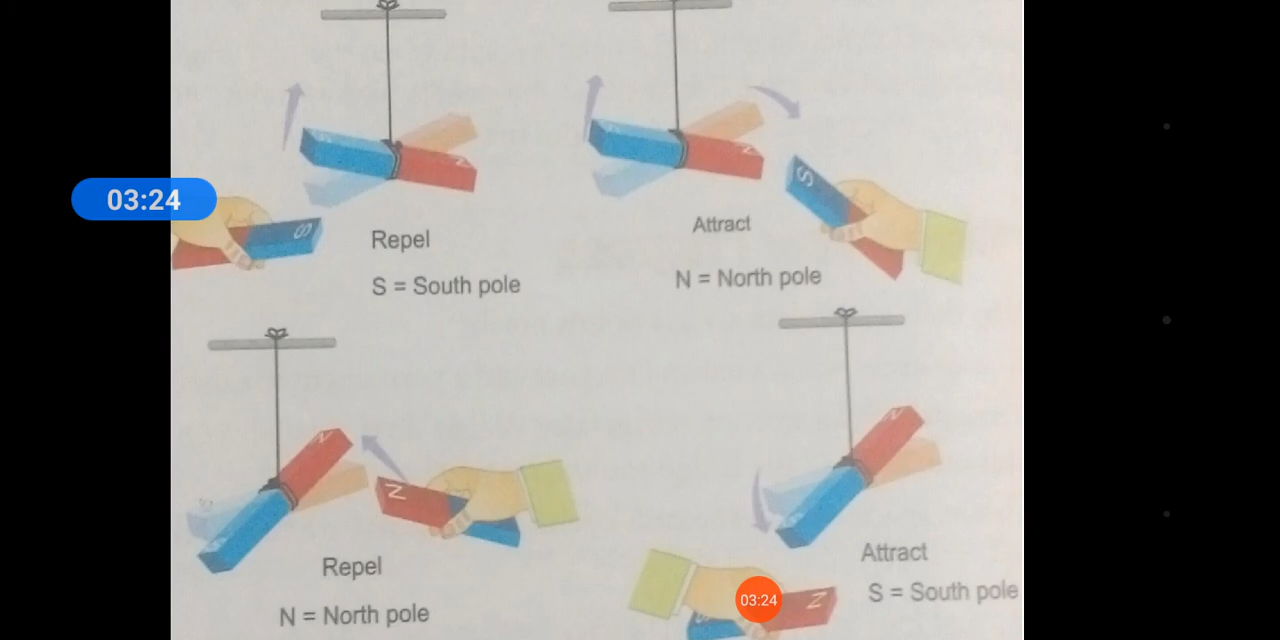 03:24
S
N
Repel
S = South pole
N
S
Attract
N = North pole
N
N
Repel
N = North pole
N
Attract
S = South pole
N
03:24